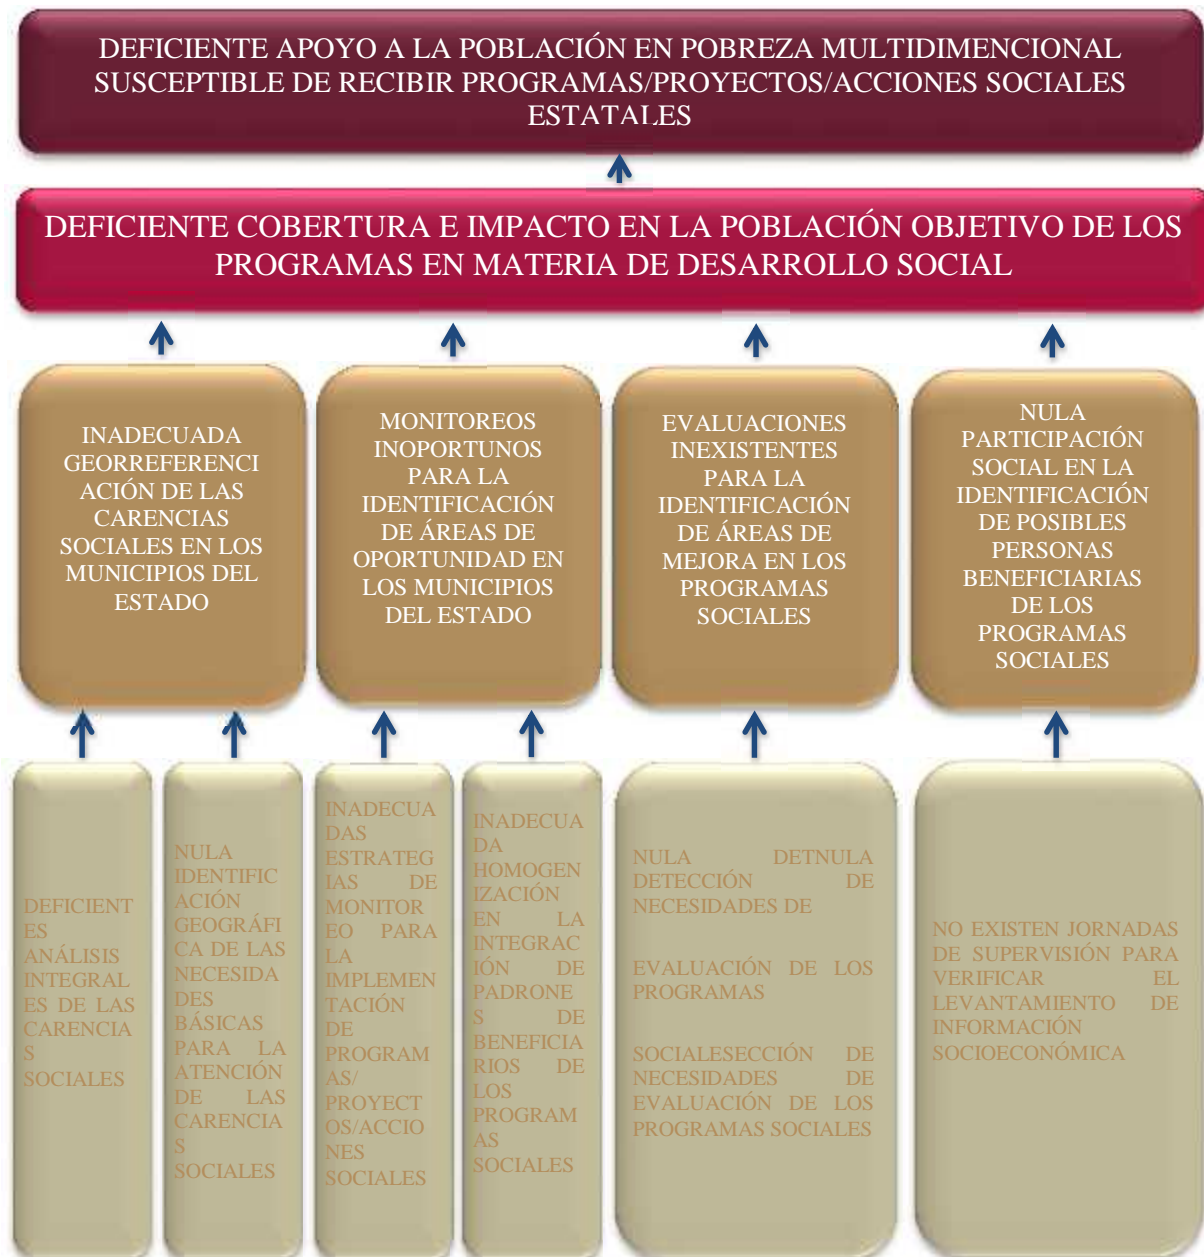 DEFICIENTE APOYO A LA POBLACIÓN EN POBREZA MULTIDIMENCIONAL
SUSCEPTIBLE DE RECIBIR PROGRAMAS/PROYECTOS/ACCIONES SOCIALES
ESTATALES
DEFICIENTE COBERTURA E IMPACTO EN LA POBLACIÓN OBJETIVO DE LOS
PROGRAMAS EN MATERIA DE DESARROLLO SOCIAL
INADECUADA
GEORREFERENCI
ACIÓN DE LAS
CARENCIAS
SOCIALES EN LOS
MUNICIPIOS DEL
ESTADO
MONITOREOS
INOPORTUNOS
PARA LA
IDENTIFICACIÓN
DE ÁREAS DE
OPORTUNIDAD EN
LOS MUNICIPIOS
DEL ESTADO
EVALUACIONES
INEXISTENTES
PARA LA
IDENTIFICACIÓN
DE ÁREAS DE
MEJORA EN LOS
PROGRAMAS
SOCIALES
NULA
PARTICIPACIÓN
SOCIAL EN LA
IDENTIFICACIÓN
DE POSIBLES
PERSONAS
BENEFICIARIAS
DE LOS
PROGRAMAS
SOCIALES
DEFICIENT
ES
ANÁLISIS
INTEGRAL
ES DE LAS
CARENCIA
S
SOCIALES
NULA
IDENTIFIC
ACIÓN
GEOGRÁFI
CA DE LAS
NECESIDA
DES
BÁSICAS
PARA LA
ATENCIÓN
DE LAS
CARENCIA
S
SOCIALES
INADECUA
DAS
ESTRATEG
IAS DE
MONITOR
EO PARA
LA
IMPLEMEN
TACIÓN
DE
PROGRAM
AS/
PROYECT
OS/ACCIO
NES
SOCIALES
INADECUA
DA
HOMOGEN
IZACIÓN
EN LA
INTEGRAC
IÓN DE
PADRONE
S DE
BENEFICIA
RIOS DE
LOS
PROGRAM
AS
SOCIALES
NULA DETNULA
DETECCIÓN DE
NECESIDADES DE
EVALUACIÓN DE LOS
PROGRAMAS
SOCIALESECCIÓN DE
NECESIDADES DE
EVALUACIÓN DE LOS
PROGRAMAS SOCIALES
NO EXISTEN JORNADAS
DE SUPERVISIÓN PARA
VERIFICAR EL
LEVANTAMIENTO DE
INFORMACIÓN
SOCIOECONÓMICA